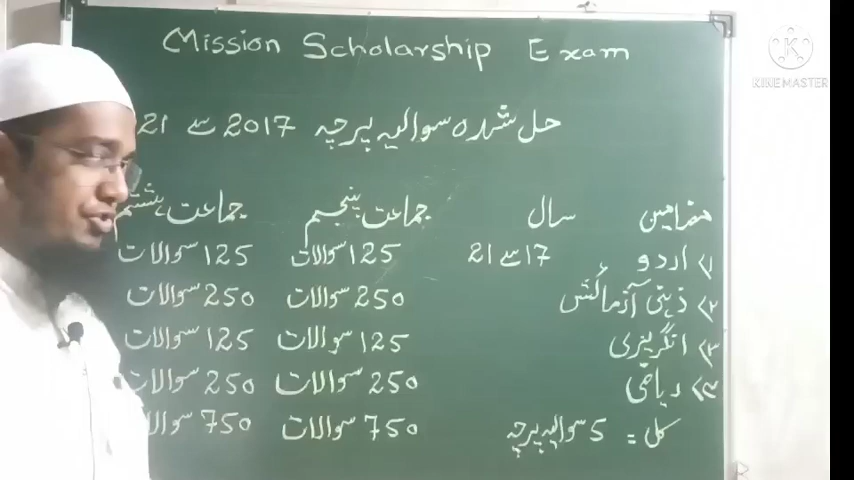 Mission Scholarship Exam
KINEMASTER
حل شدہ سوالیہ پرچہ 2017 سے 21
مضامین سال جماعت پنجم جماعت ہشتم
۱) اردو 17 سے 21 125 سوالات 125 سوالات
۲) ذہنی آزمائش 250 سوالات 250 سوالات
۳) انگریزی 125 سوالات 125 سوالات
۴) ریاضی 250 سوالات 250 سوالات
کل = 5 سوالیہ پرچہ 750 سوالات 750 سوالا